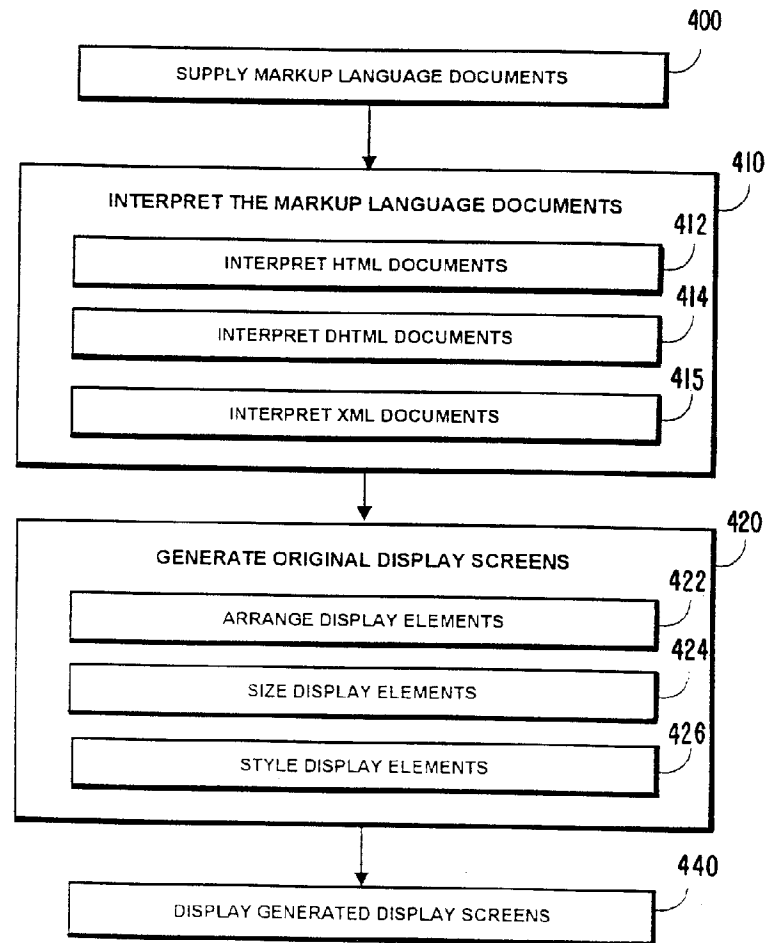 400
SUPPLY MARKUP LANGUAGE DOCUMENTS
410
INTERPRET THE MARKUP LANGUAGE DOCUMENTS
412
INTERPRET HTML DOCUMENTS
414
INTERPRET DHTML DOCUMENTS
415
INTERPRET XML DOCUMENTS
420
GENERATE ORIGINAL DISPLAY SCREENS
422
ARRANGE DISPLAY ELEMENTS
424
SIZE DISPLAY ELEMENTS
426
STYLE DISPLAY ELEMENTS
440
DISPLAY GENERATED DISPLAY SCREENS